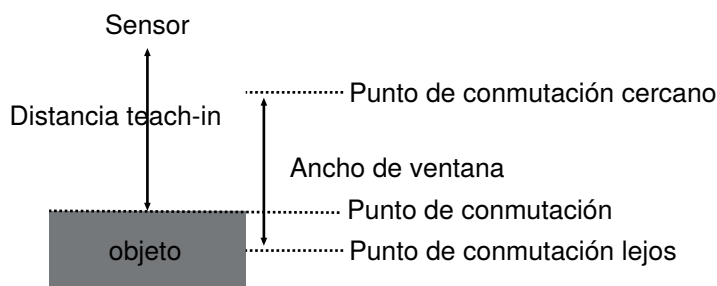 Sensor
Punto de conmutación cercano
Distancia teach-in
Ancho de ventana
Punto de conmutación
objeto
Punto de conmutación lejos